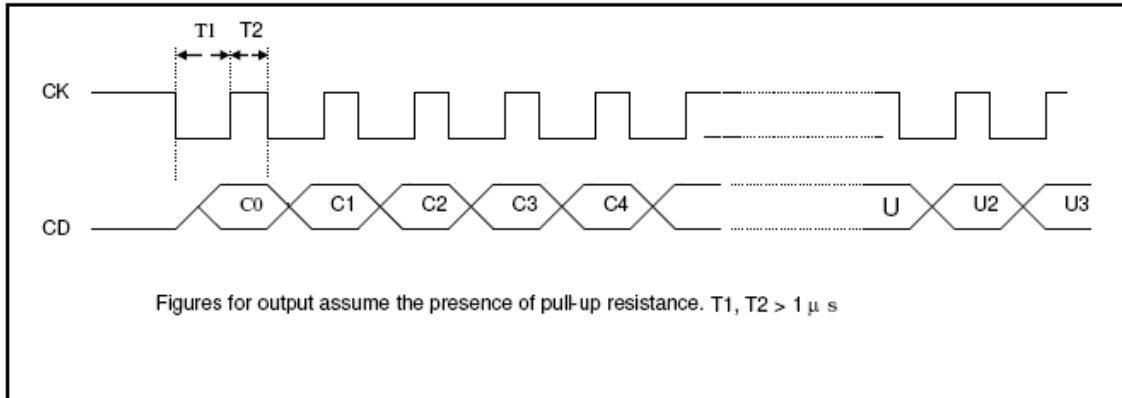 T1 T2
CK
C0 C1 C2 C3 C4 U U2 U3
CD
Figures for output assume the presence of pull-up resistance. T1, T2 > 1 μ s